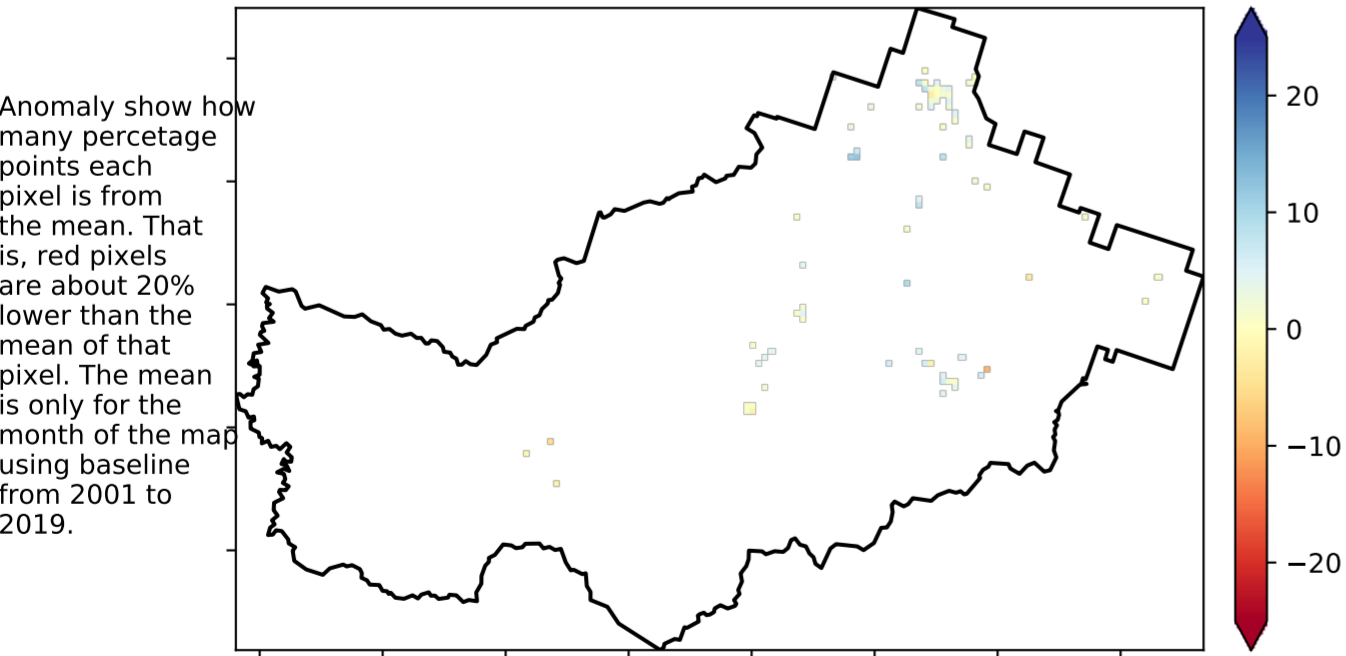 Anomaly show how
many percetage
points each
pixel is from
the mean. That
is, red pixels
are about 20%
lower than the
mean of that
pixel. The mean
is only for the
month of the map
using baseline
from 2001 to
2019.
20
10
0
−10
−20